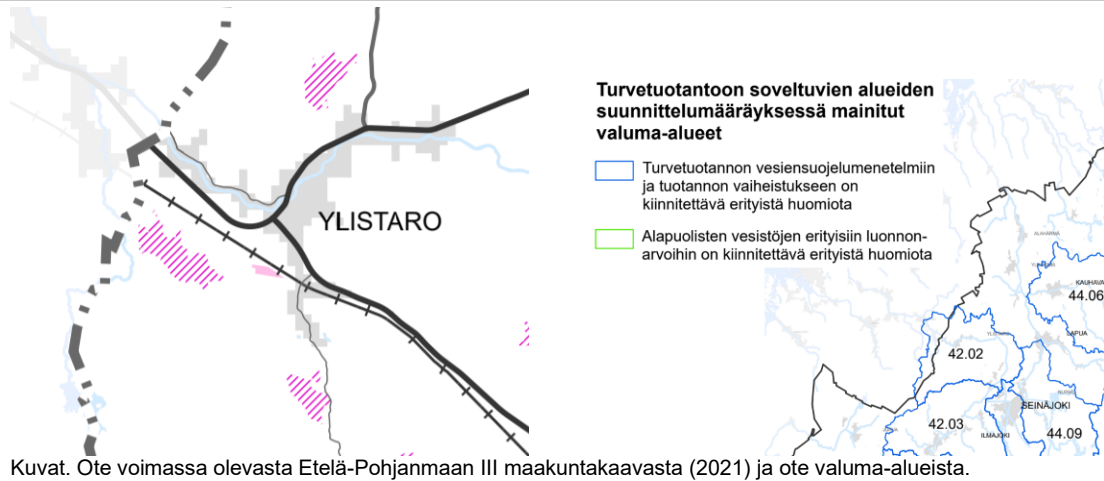 YLISTARO
Turvetuotantoon soveltuvien alueiden
suunnittelumääräyksessä mainitut
valuma-alueet
Turvetuotannon vesiensuojelumenetelmiin
ja tuotannon vaiheistukseen on
kiinnitettävä erityistä huomiota
Alapuolisten vesistöjen erityisiin luonnon-
arvoihin on kiinnitettävä erityistä huomiota
ALAHÄRMÄ
KAUHAVA
44.06
LAPUA
42.02
SEINÄJOKI
42.03
ILMAJOKI
44.09
Kuvat. Ote voimassa olevasta Etelä-Pohjanmaan III maakuntakaavasta (2021) ja ote valuma-alueista.